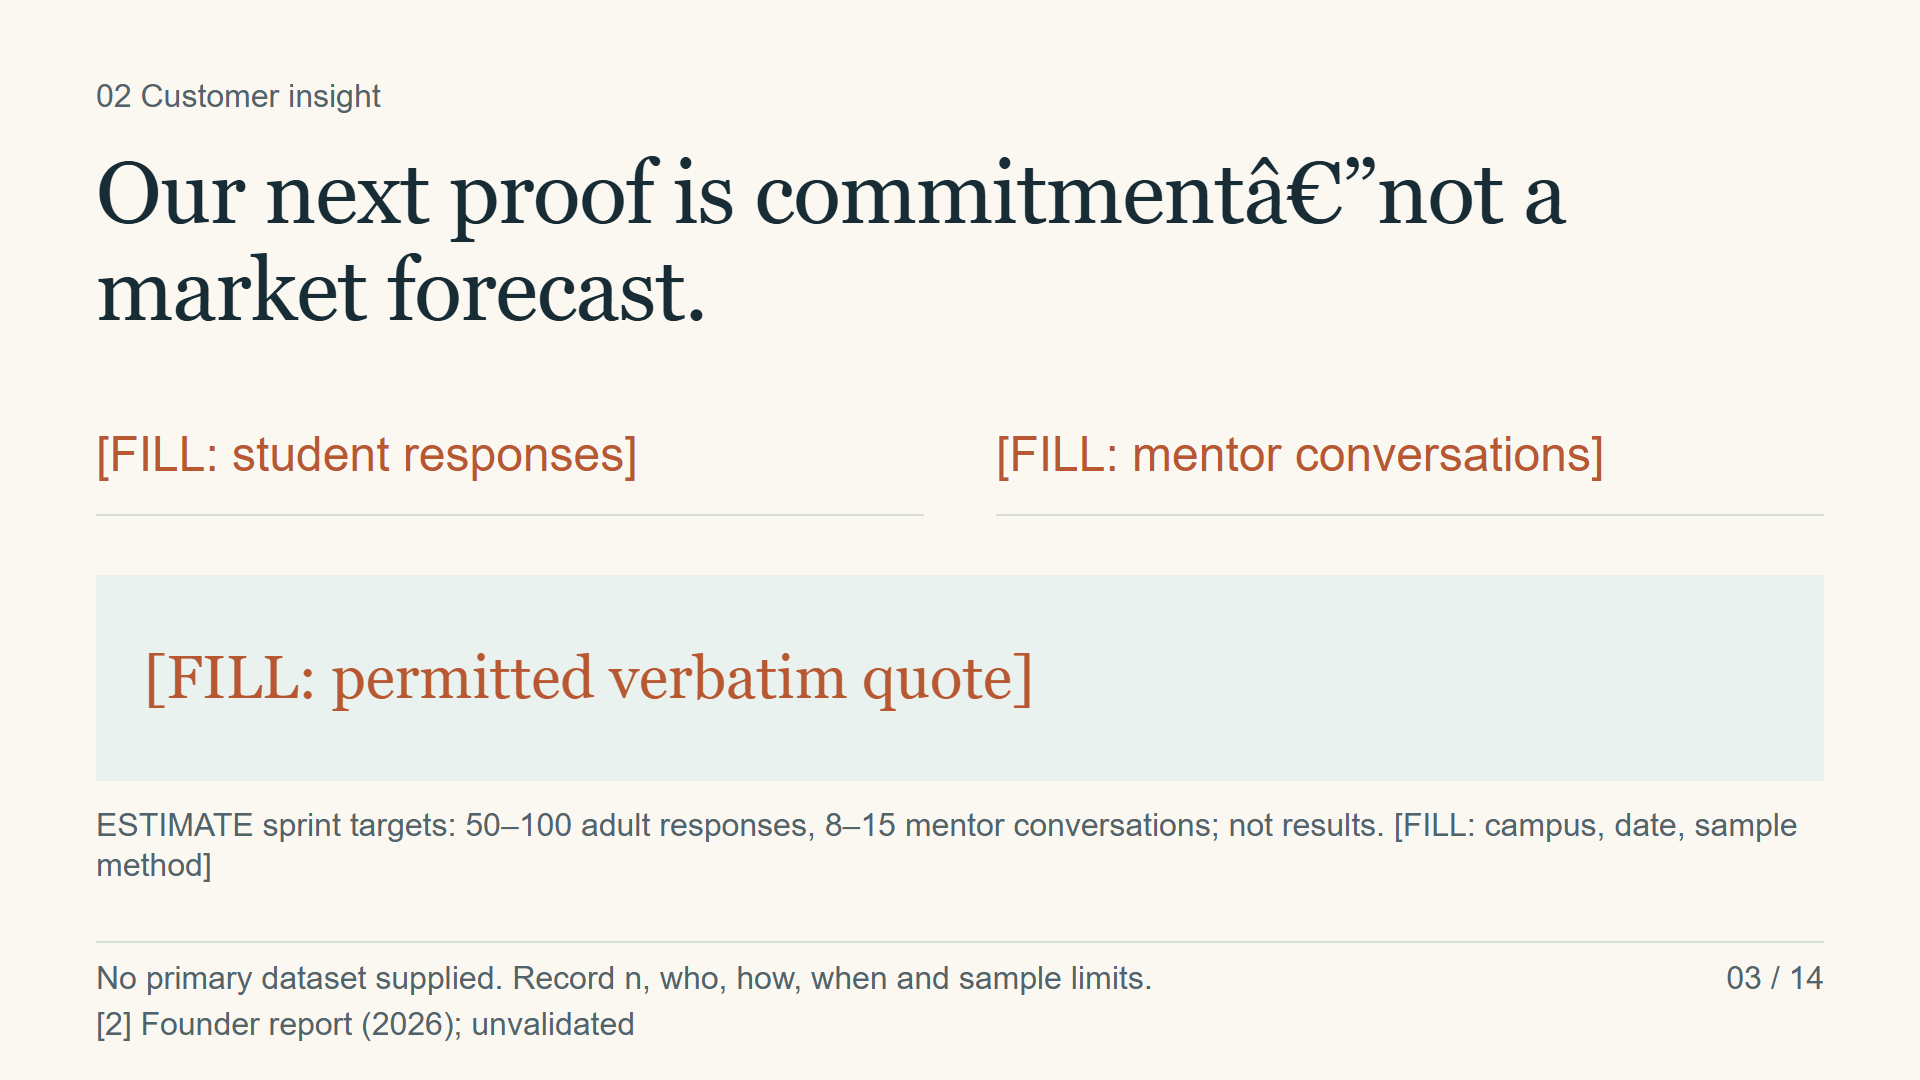 02 Customer insight
Our next proof is commitmentâ€”not a
market forecast.
[FILL: student responses]
[FILL: mentor conversations]
[FILL: permitted verbatim quote]
ESTIMATE sprint targets: 50–100 adult responses, 8–15 mentor conversations; not results. [FILL: campus, date, sample
method]
No primary dataset supplied. Record n, who, how, when and sample limits.
03 / 14
[2] Founder report (2026); unvalidated